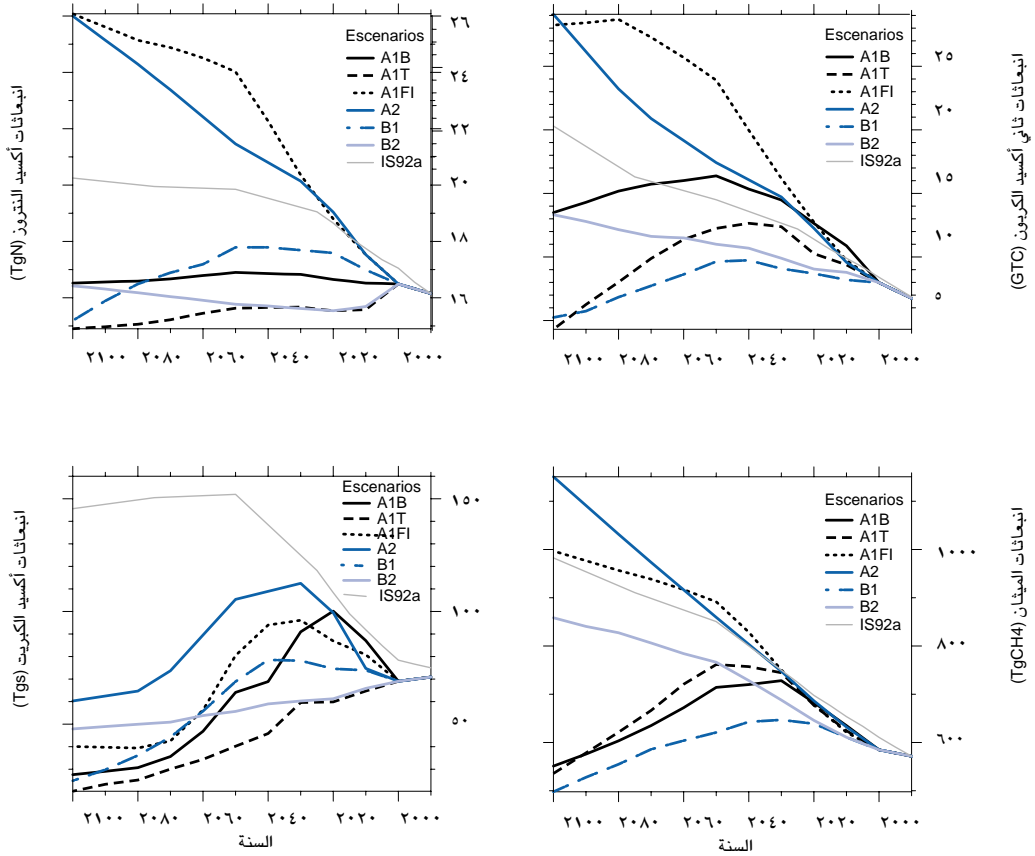 انبعاثات أكسيد النتروز (TgN)
Escenarios
A1B
A1T
A1FI
A2
B1
B2
IS92a
٢٦
٢٤
٢٢
٢٠
١٨
١٦
٢١٠٠ ٢٠٨٠ ٢٠٦٠ ٢٠٤٠ ٢٠٢٠ ٢٠٠٠
انبعاثات ثاني أكسيد الكربون (GTC)
Escenarios
A1B
A1T
A1FI
A2
B1
B2
IS92a
٢٥
٢٠
١٥
١٠
٥
٢١٠٠ ٢٠٨٠ ٢٠٦٠ ٢٠٤٠ ٢٠٢٠ ٢٠٠٠
انبعاثات أكسيد الكبريت (Tgs)
Escenarios
A1B
A1T
A1FI
A2
B1
B2
IS92a
١٥٠
١٠٠
٥٠
٢١٠٠ ٢٠٨٠ ٢٠٦٠ ٢٠٤٠ ٢٠٢٠ ٢٠٠٠
السنة
انبعاثات الميثان (TgCH4)
Escenarios
A1B
A1T
A1FI
A2
B1
B2
IS92a
١٠٠٠
٨٠٠
٦٠٠
٢١٠٠ ٢٠٨٠ ٢٠٦٠ ٢٠٤٠ ٢٠٢٠ ٢٠٠٠
السنة